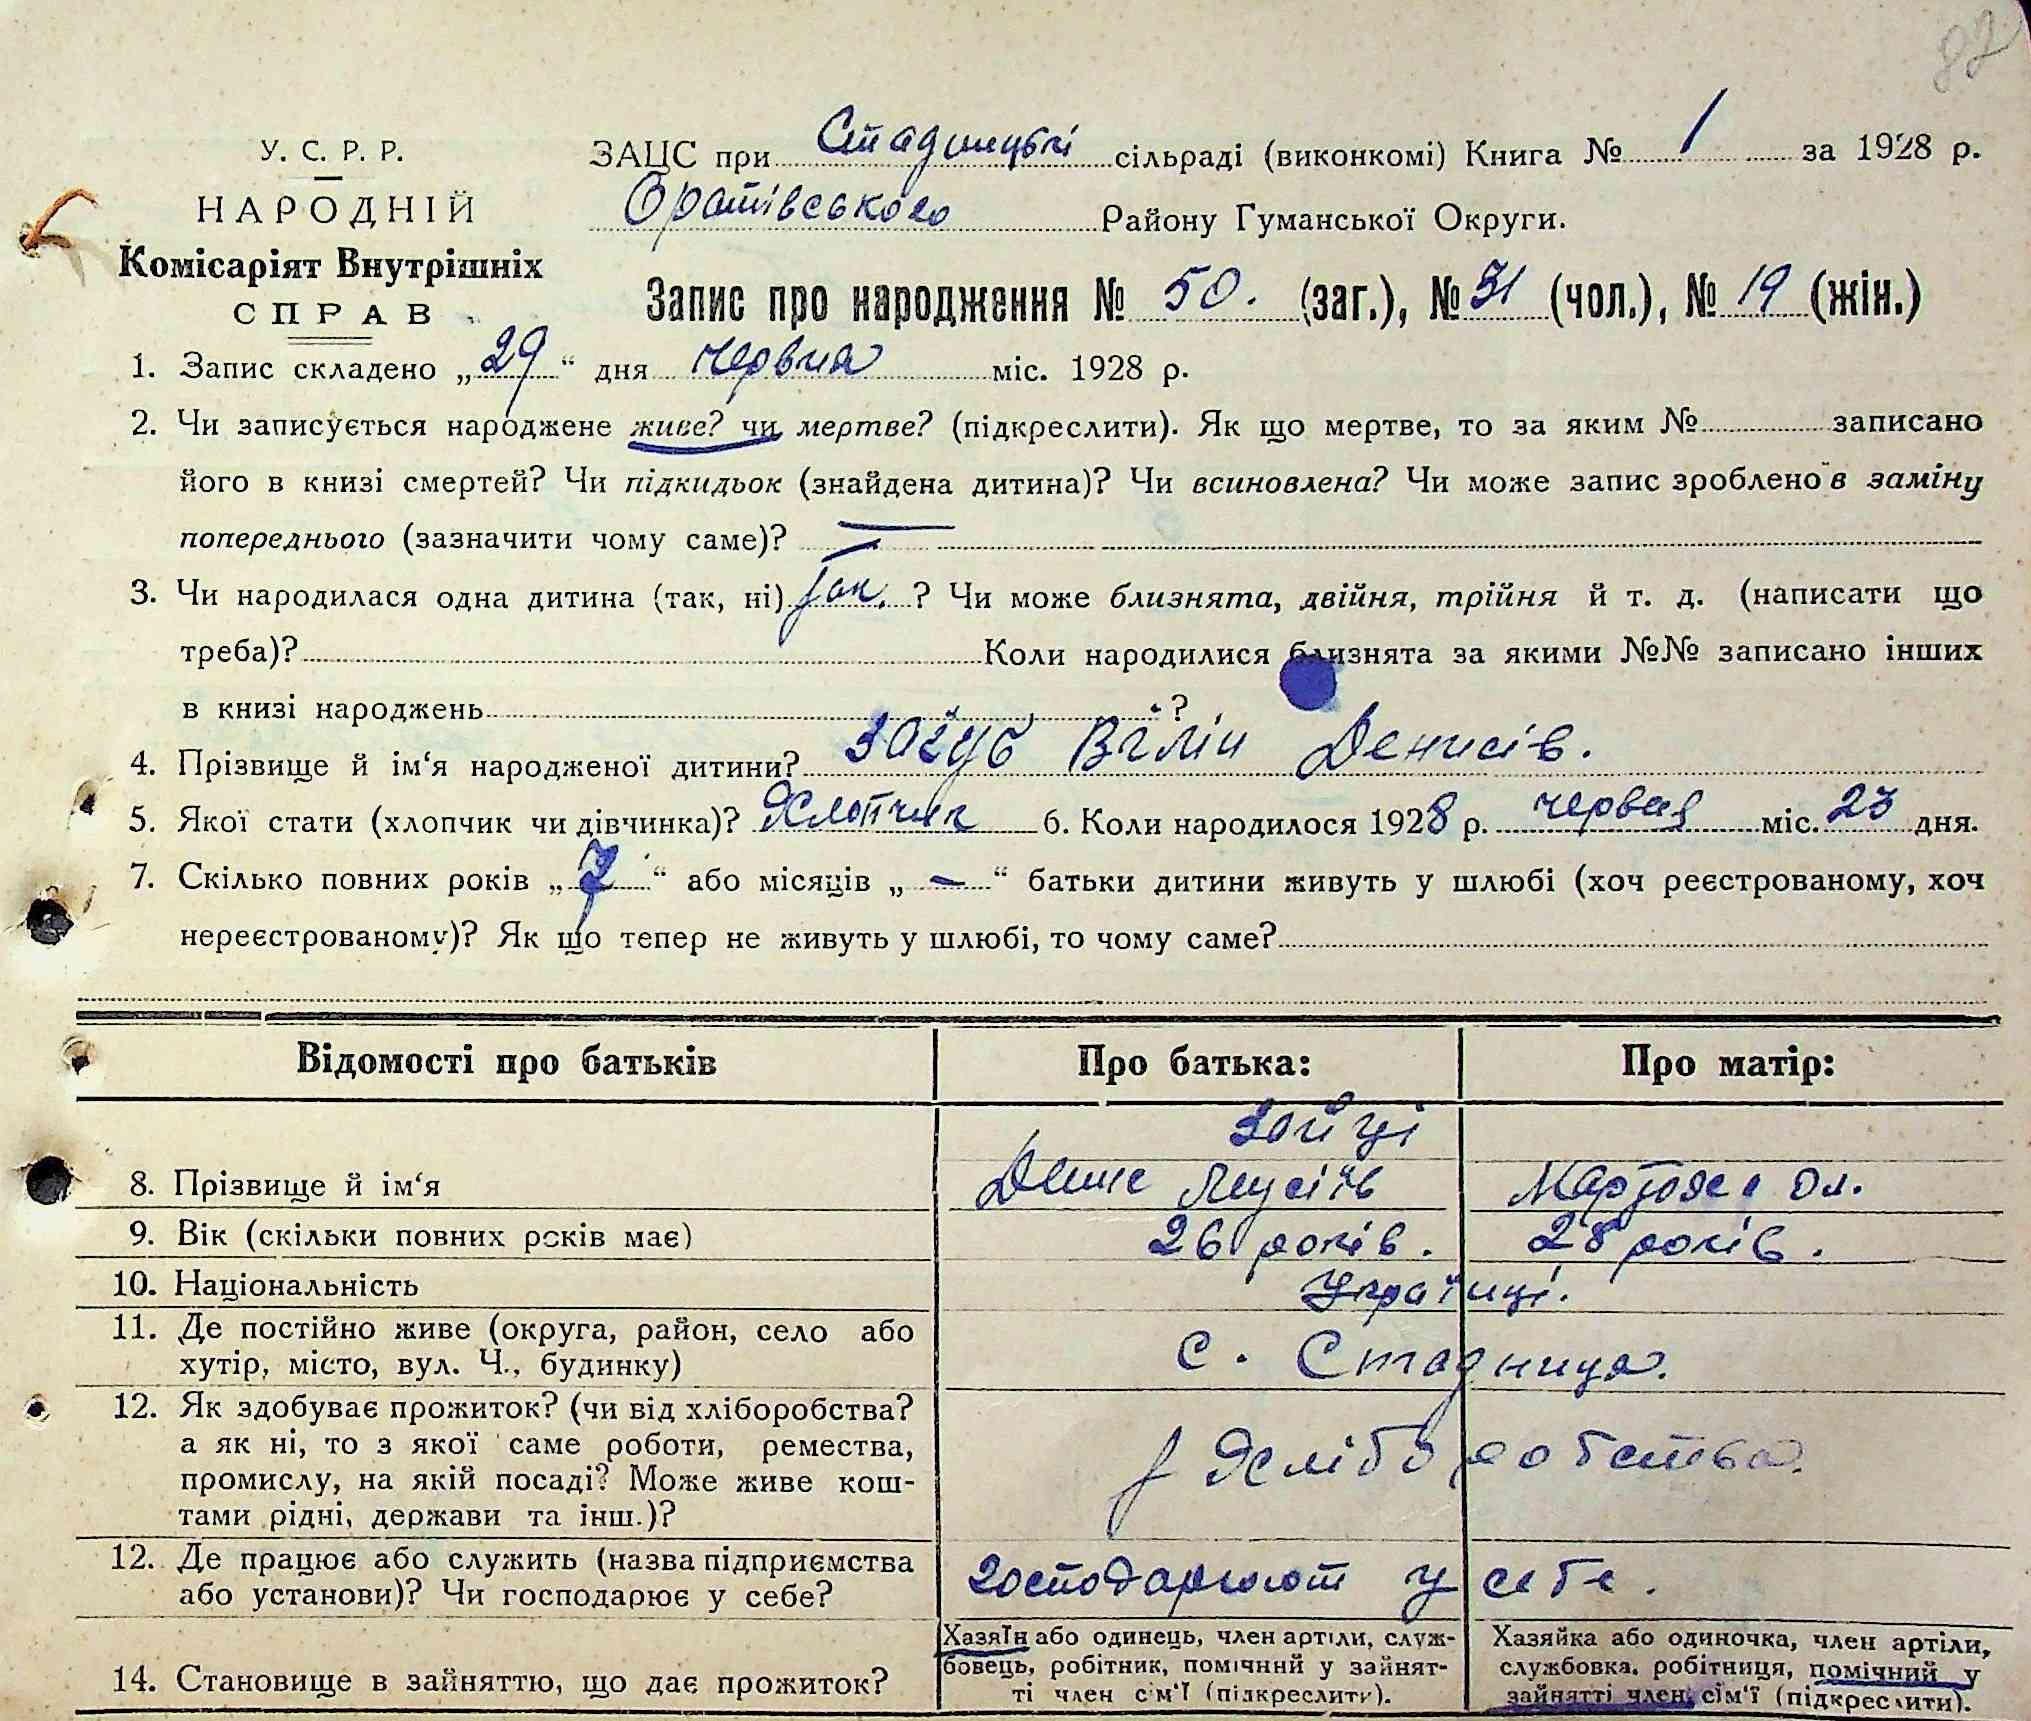 82
У. С. Р. Р.
НАРОДНІЙ
Комісаріят Внутрішніх
СПРАВ
ЗАЦС при Стадницькі сільраді (виконкомі) Книга № 1 за 1928 р.
Оратівського Району Гуманської Округи.
Запис про народження № 50. (заг.), № 31 (чол.), № 19 (жін.)
1. Запис складено „29“ дня червня міс. 1928 р.
2. Чи записується народжене живе? чи мертве? (підкреслити). Як що мертве, то за яким № записано
його в книзі смертей? Чи підкидьок (знайдена дитина)? Чи всиновлена? Чи може запис зроблено в заміну
попереднього (зазначити чому саме)? —
3. Чи народилася одна дитина (так, ні) Так. ? Чи може близнята, двійня, трійня й т. д. (написати що
треба)? Коли народилися близнята за якими №№ записано інших
в книзі народжень ?
4. Прізвище й ім‘я народженої дитини? Вілін Денисів.
5. Якої стати (хлопчик чи дівчинка)? Хлопчик 6. Коли народилося 1928 р. червня міс. 23 дня.
7. Скілько повних років „7“ або місяців „—“ батьки дитини живуть у шлюбі (хоч реєстрованому, хоч
нереєстрованому)? Як що тепер не живуть у шлюбі, то чому саме?
Відомості про батьків Про батька: Про матір:
8. Прізвище й ім‘я Денис Мусіїв
9. Вік (скільки повних років має) 26 років. 28 років.
10. Національність Українці.
11. Де постійно живе (округа, район, село або
хутір, місто, вул. Ч., будинку) с. Стадниця.
12. Як здобуває прожиток? (чи від хліборобства?
а як ні, то з якої саме роботи, ремества,
промислу, на якій посаді? Може живе кош-
тами рідні, держави та інш.)? хліборобства.
12. Де працює або служить (назва підприємства
або установи)? Чи господарює у себе? господарюют у себе.
14. Становище в зайняттю, що дає прожиток?
Хазяїн або одинець, член артіли, служ-
бовець, робітник, помічний у зайнят-
ті член сім‘ї (підкреслити).
Хазяйка або одиночка, член артіли,
службовка, робітниця, помічний у
зайнятті член сім‘ї (підкреслити).